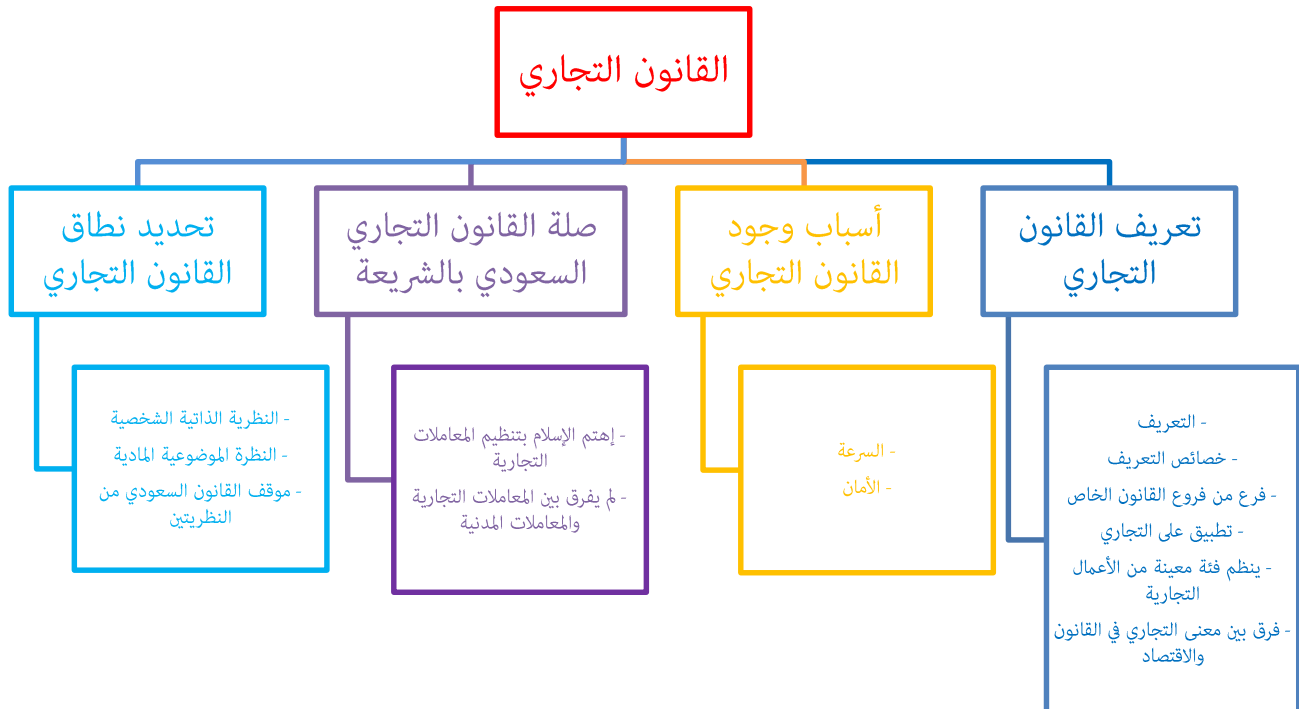 القانون التجاري
تعريف القانون
التجاري
- التعريف
- خصائص التعريف
- فرع من فروع القانون الخاص
- تطبيق على التجاري
- ينظم فئة معينة من الأعمال
التجارية
- فرق بين معنى التجاري في القانون
والاقتصاد
أسباب وجود
القانون التجاري
- السرعة
- الأمان
صلة القانون التجاري
السعودي بالشريعة
- إهتم الإسلام بتنظيم المعاملات
التجارية
- لم يفرق بين المعاملات التجارية
والمعاملات المدنية
تحديد نطاق
القانون التجاري
- النظرية الذاتية الشخصية
- النظرة الموضوعية المادية
- موقف القانون السعودي من
النظريتين